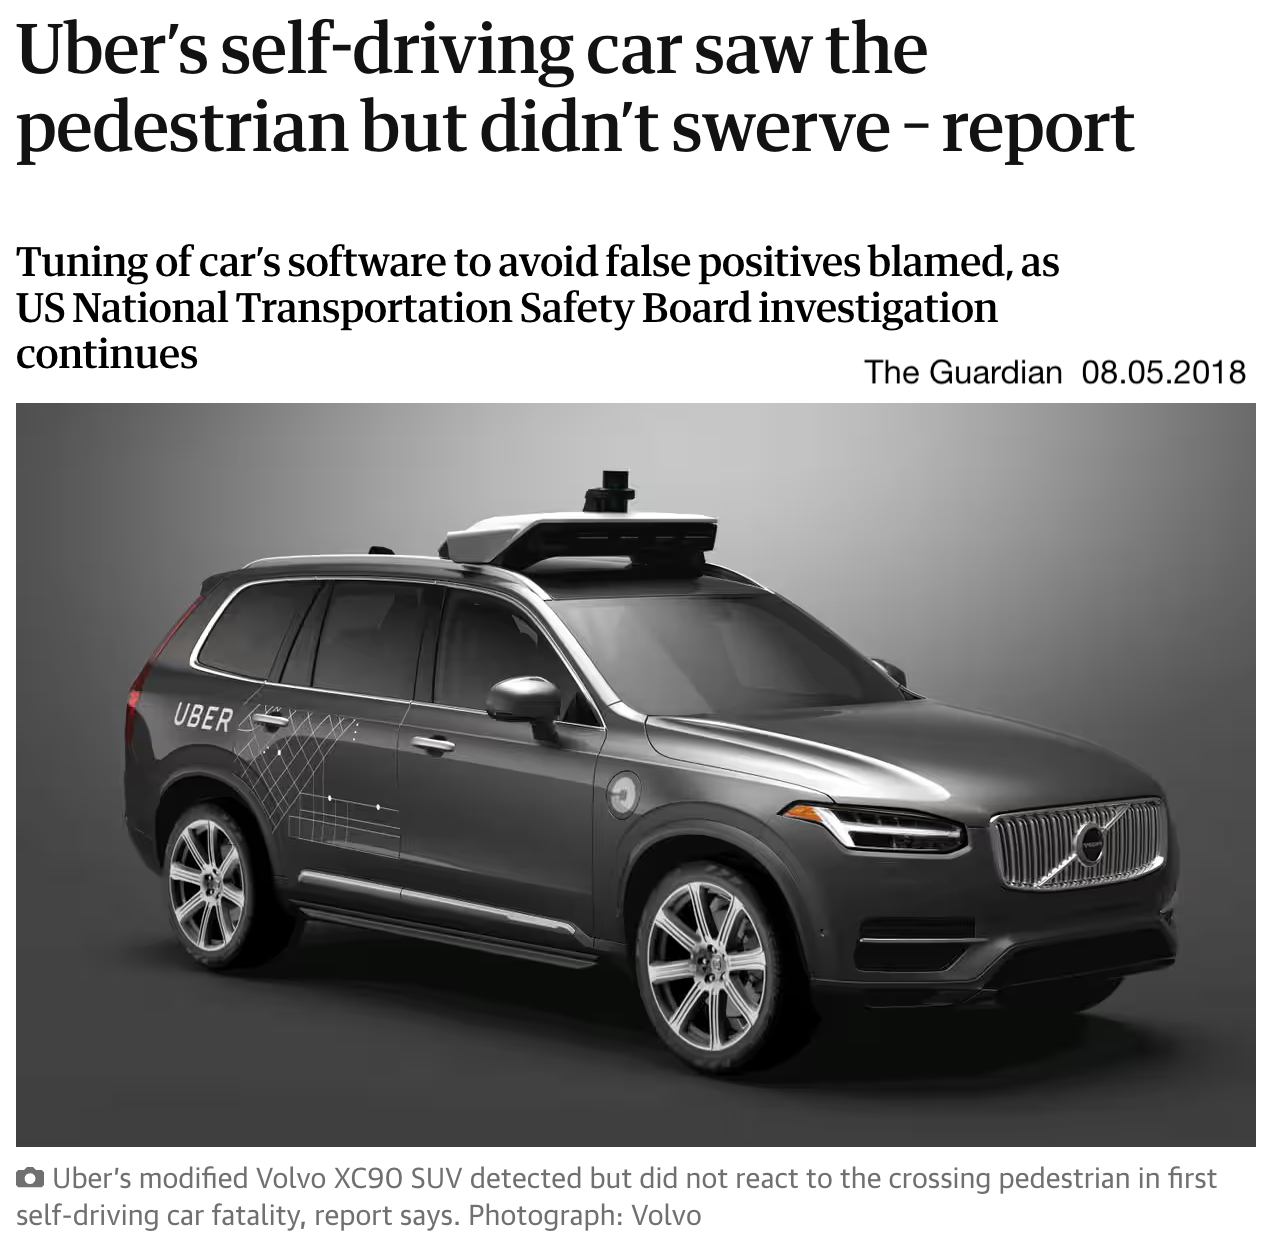 Uber’s self-driving car saw the
pedestrian but didn’t swerve – report
Tuning of car’s software to avoid false positives blamed, as
US National Transportation Safety Board investigation
continues
The Guardian 08.05.2018
UBER
VOLVO
Uber’s modified Volvo XC90 SUV detected but did not react to the crossing pedestrian in first
self-driving car fatality, report says. Photograph: Volvo